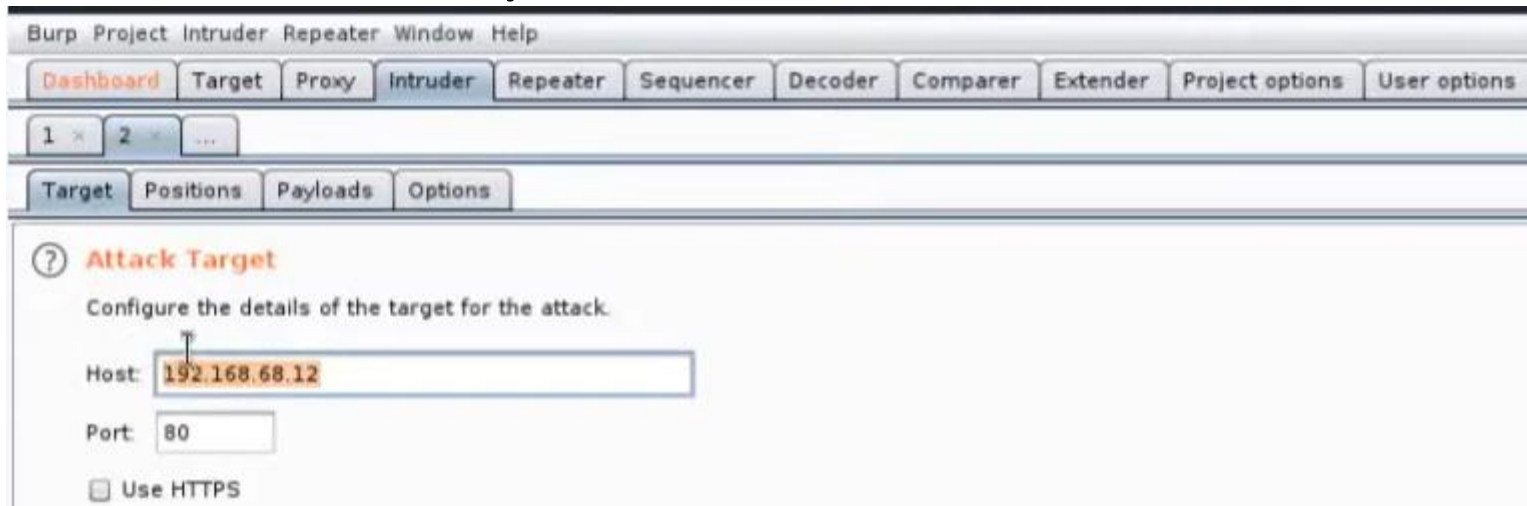 Burp Project Intruder Repeater Window Help
Dashboard Target Proxy Intruder Repeater Sequencer Decoder Comparer Extender Project options User options
1 × 2 × ...
Target Positions Payloads Options
? Attack Target
Configure the details of the target for the attack.
Host: 192.168.68.12
Port: 80
Use HTTPS